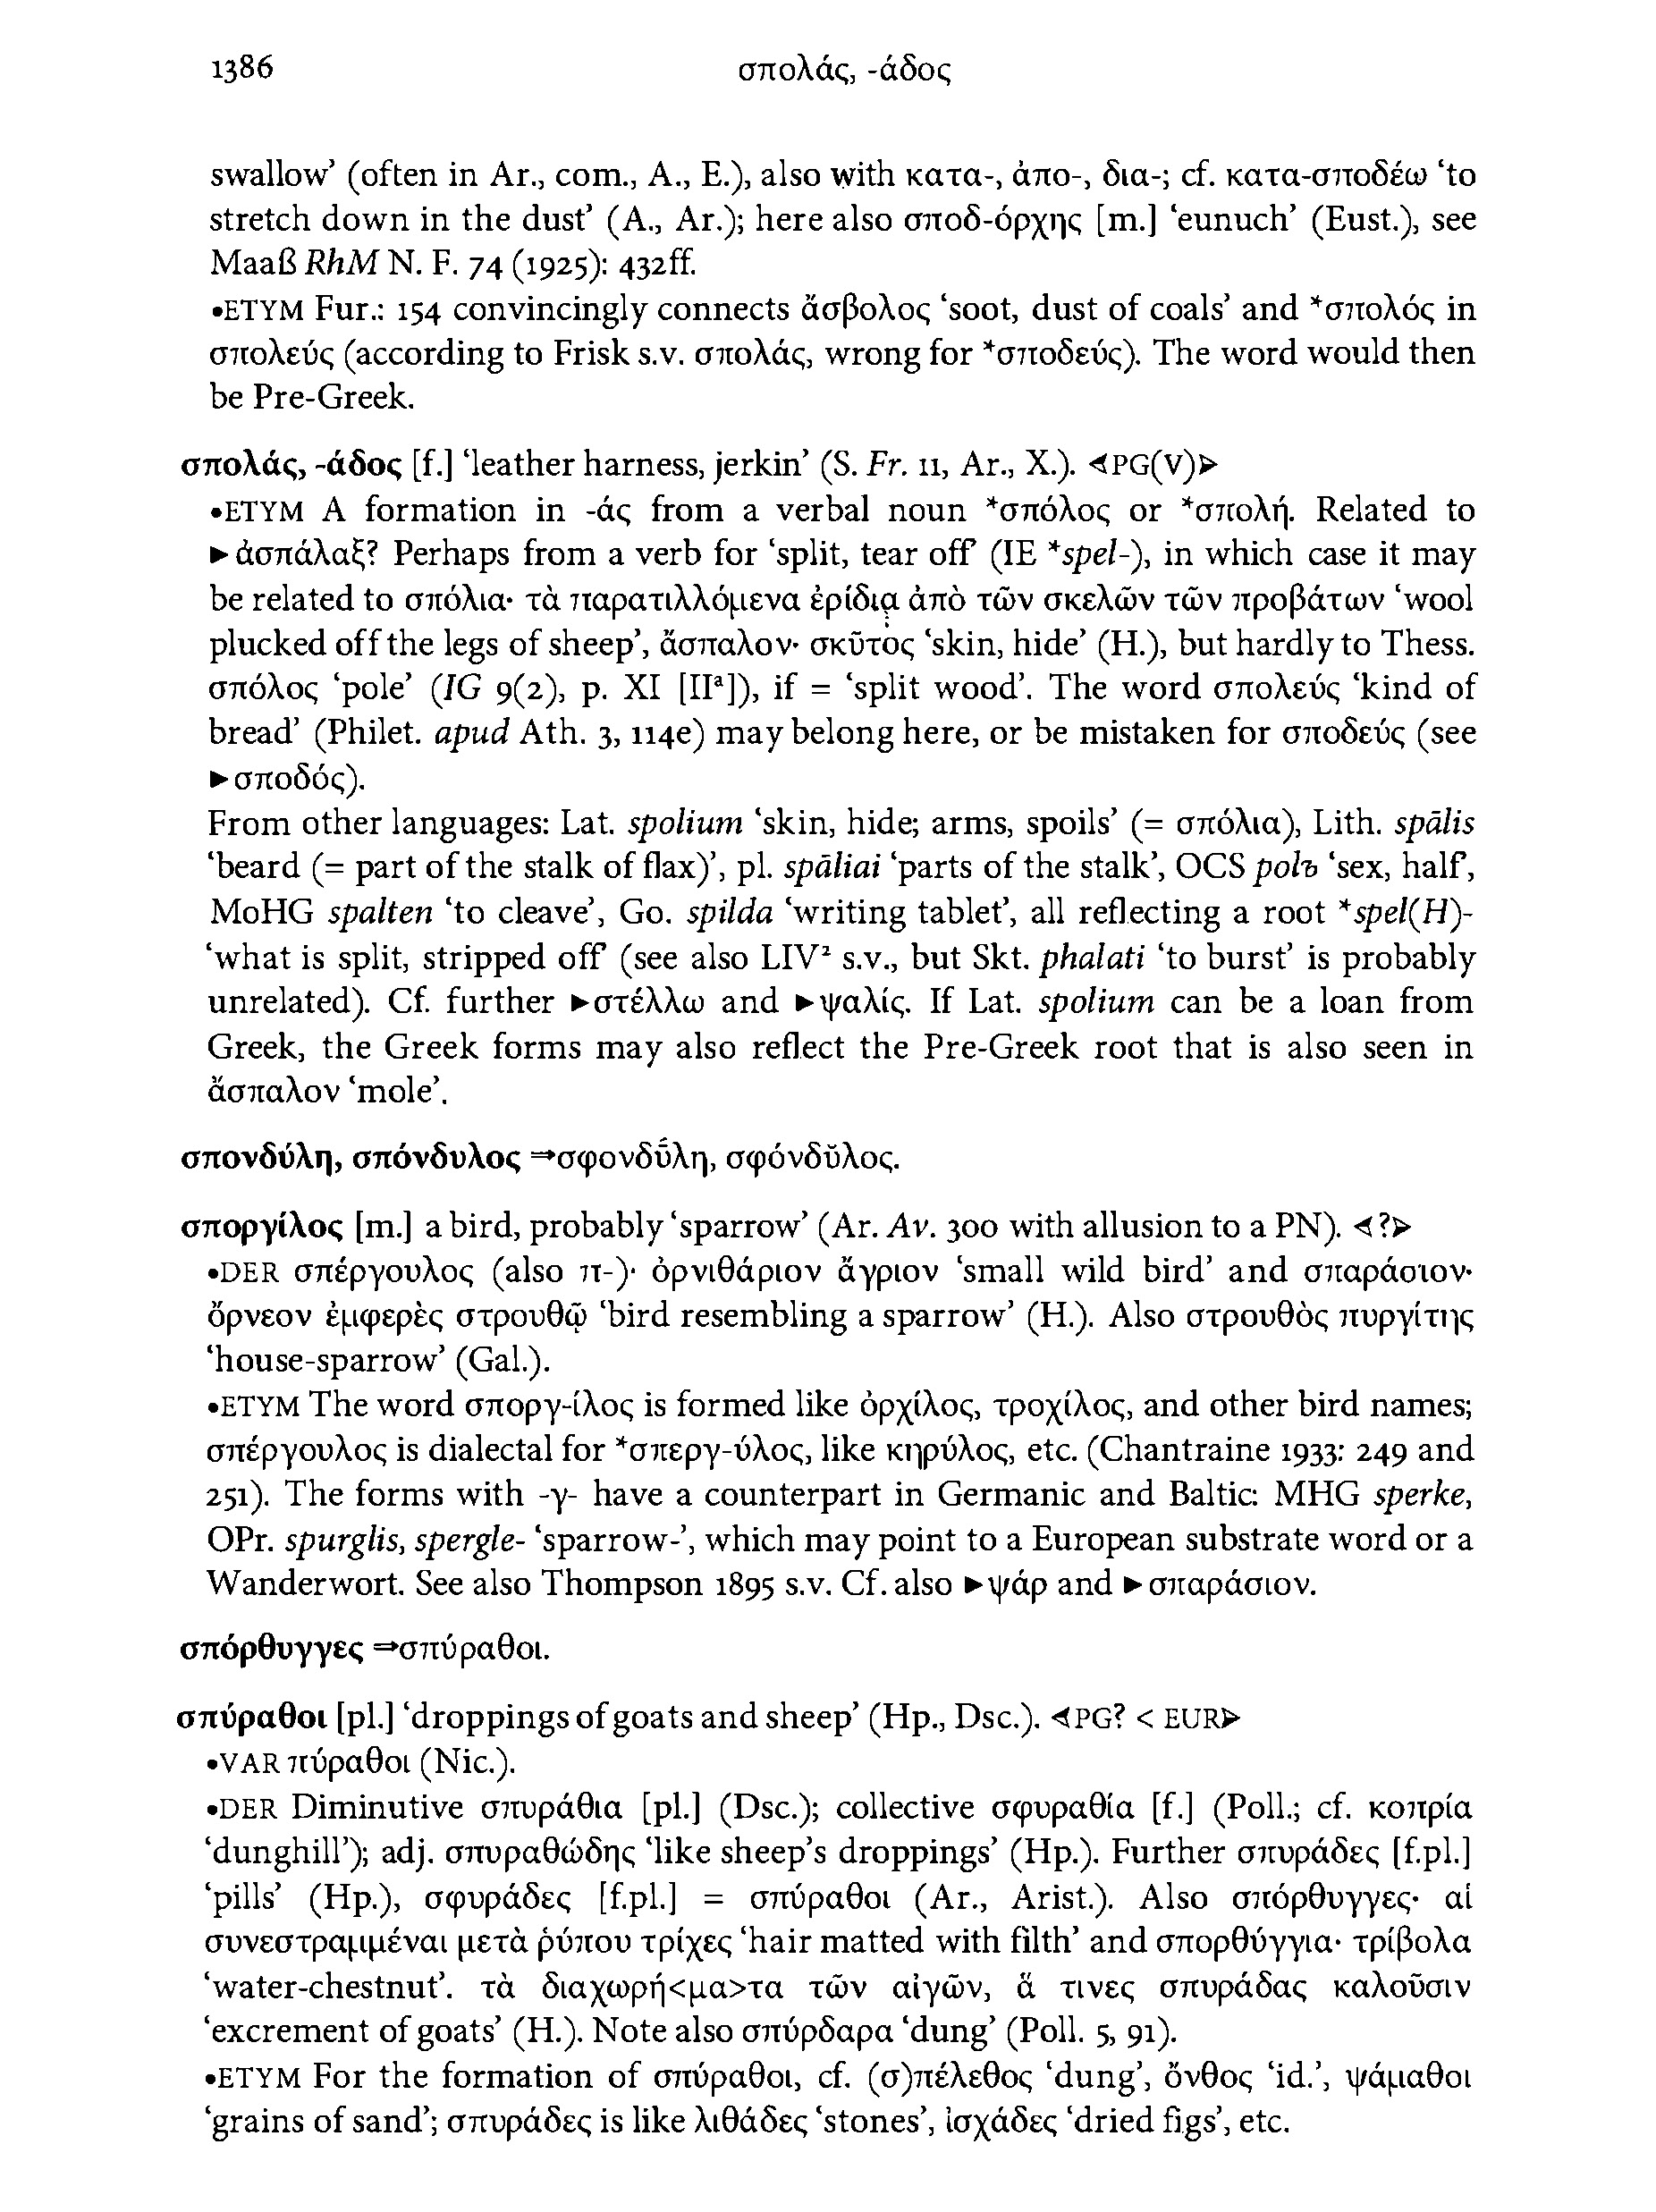 1386
σπολάς, -άδος
swallow’ (often in Ar., com., A., E.), also with κατα-, ἀπο-, δια-; cf. κατα-σποδέω ‘to
stretch down in the dust’ (A., Ar.); here also σποδ-όρχης [m.] ‘eunuch’ (Eust.), see
Maaß RhM N. F. 74 (1925): 432ff.
•ETYM Fur.: 154 convincingly connects ἄσβολος ‘soot, dust of coals’ and *σπολός in
σπολεύς (according to Frisk s.v. σπολάς, wrong for *σποδεύς). The word would then
be Pre-Greek.
σπολάς, -άδος [f.] ‘leather harness, jerkin’ (S. Fr. 11, Ar., X.). ⋖PG(V)⋗
•ETYM A formation in -άς from a verbal noun *σπόλος or *σπολή. Related to
►ἀσπάλαξ? Perhaps from a verb for ‘split, tear off’ (IE *spel-), in which case it may
be related to σπόλια· τὰ παρατιλλόμενα ἐρίδια ἀπὸ τῶν σκελῶν τῶν προβάτων ‘wool
plucked off the legs of sheep’, ἄσπαλον· σκῦτος ‘skin, hide’ (H.), but hardly to Thess.
σπόλος ‘pole’ (IG 9(2), p. XI [IIᵃ]), if = ‘split wood’. The word σπολεύς ‘kind of
bread’ (Philet. apud Ath. 3, 114e) may belong here, or be mistaken for σποδεύς (see
►σποδός).
From other languages: Lat. spolium ‘skin, hide; arms, spoils’ (= σπόλια), Lith. spãlis
‘beard (= part of the stalk of flax)’, pl. spãliai ‘parts of the stalk’, OCS polъ ‘sex, half’,
MoHG spalten ‘to cleave’, Go. spilda ‘writing tablet’, all reflecting a root *spel(H)-
‘what is split, stripped off’ (see also LIV² s.v., but Skt. phalati ‘to burst’ is probably
unrelated). Cf. further ►στέλλω and ►ψαλίς. If Lat. spolium can be a loan from
Greek, the Greek forms may also reflect the Pre-Greek root that is also seen in
ἄσπαλον ‘mole’.
σπονδύλη, σπόνδυλος ⇒σφονδῡ́λη, σφόνδῠλος.
σποργίλος [m.] a bird, probably ‘sparrow’ (Ar. Av. 300 with allusion to a PN). ⋖?⋗
•DER σπέργουλος (also π-)· ὀρνιθάριον ἄγριον ‘small wild bird’ and σπαράσιον·
ὄρνεον ἐμφερὲς στρουθῷ ‘bird resembling a sparrow’ (H.). Also στρουθὸς πυργίτης
‘house-sparrow’ (Gal.).
•ETYM The word σποργ-ίλος is formed like ὀρχίλος, τροχίλος, and other bird names;
σπέργουλος is dialectal for *σπεργ-ύλος, like κηρύλος, etc. (Chantraine 1933: 249 and
251). The forms with -γ- have a counterpart in Germanic and Baltic: MHG sperke,
OPr. spurglis, spergle- ‘sparrow-’, which may point to a European substrate word or a
Wanderwort. See also Thompson 1895 s.v. Cf. also ►ψάρ and ►σπαράσιον.
σπόρθυγγες ⇒σπύραθοι.
σπύραθοι [pl.] ‘droppings of goats and sheep’ (Hp., Dsc.). ⋖PG? < EUR⋗
•VAR πύραθοι (Nic.).
•DER Diminutive σπυράθια [pl.] (Dsc.); collective σφυραθία [f.] (Poll.; cf. κοπρία
‘dunghill’); adj. σπυραθώδης ‘like sheep’s droppings’ (Hp.). Further σπυράδες [f.pl.]
‘pills’ (Hp.), σφυράδες [f.pl.] = σπύραθοι (Ar., Arist.). Also σπόρθυγγες· αἱ
συνεστραμμέναι μετὰ ῥύπου τρίχες ‘hair matted with filth’ and σπορθύγγια· τρίβολα
‘water-chestnut’. τὰ διαχωρή<μα>τα τῶν αἰγῶν, ἅ τινες σπυράδας καλοῦσιν
‘excrement of goats’ (H.). Note also σπύρδαρα ‘dung’ (Poll. 5, 91).
•ETYM For the formation of σπύραθοι, cf. (σ)πέλεθος ‘dung’, ὄνθος ‘id.’, ψάμαθοι
‘grains of sand’; σπυράδες is like λιθάδες ‘stones’, ἰσχάδες ‘dried figs’, etc.